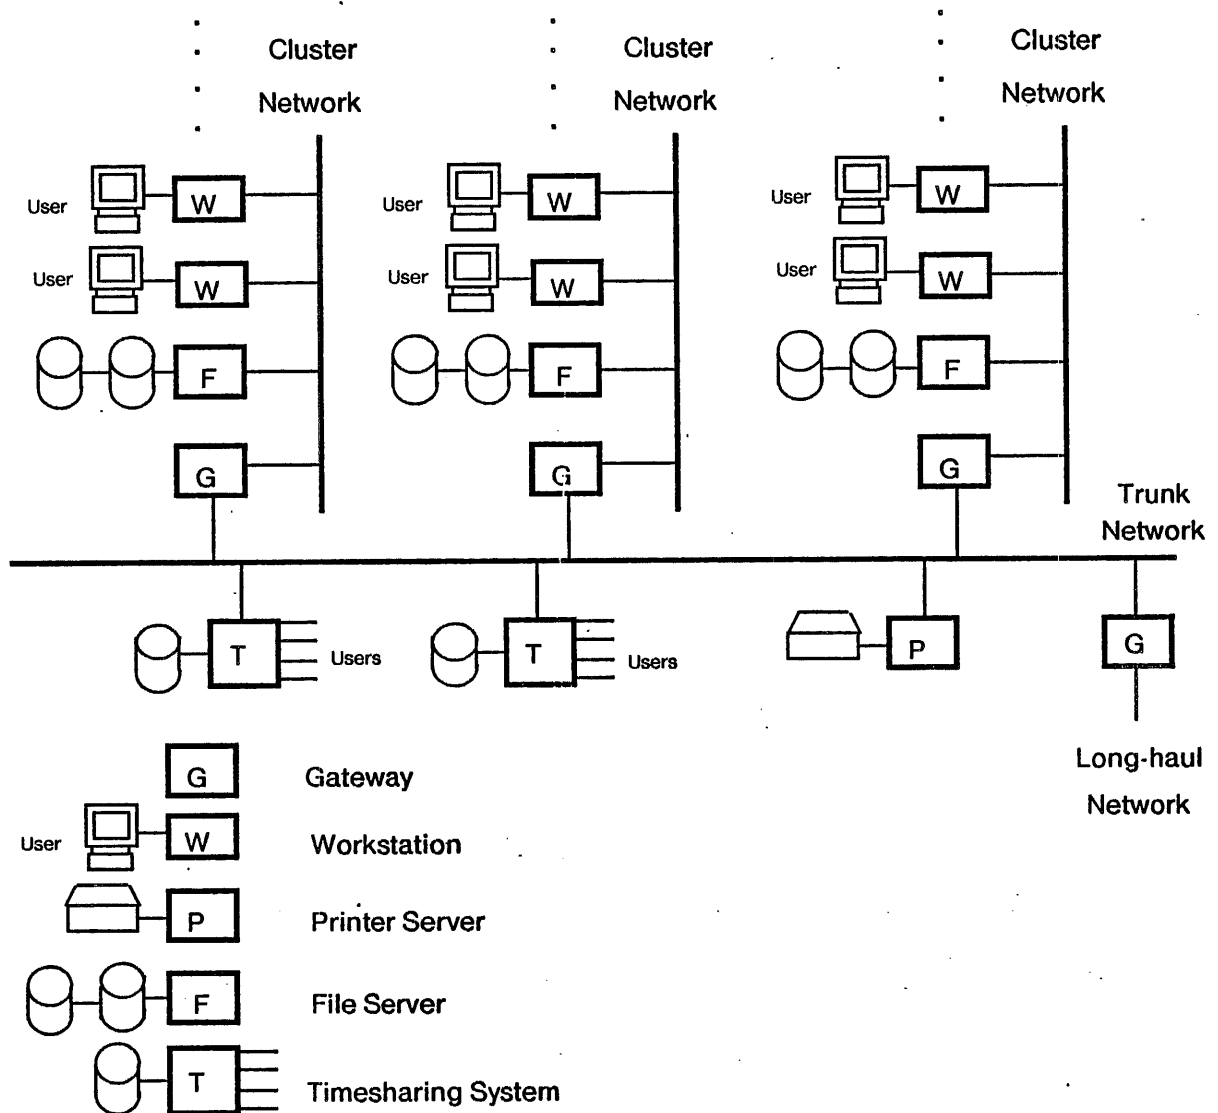 Cluster
Network
Cluster
Network
Cluster
Network
User
W
User
W
User
W
User
W
User
W
User
W
F
F
F
G
G
G
Trunk
Network
T
Users
T
Users
P
G
Long-haul
Network
G
Gateway
User
W
Workstation
P
Printer Server
F
File Server
T
Timesharing System